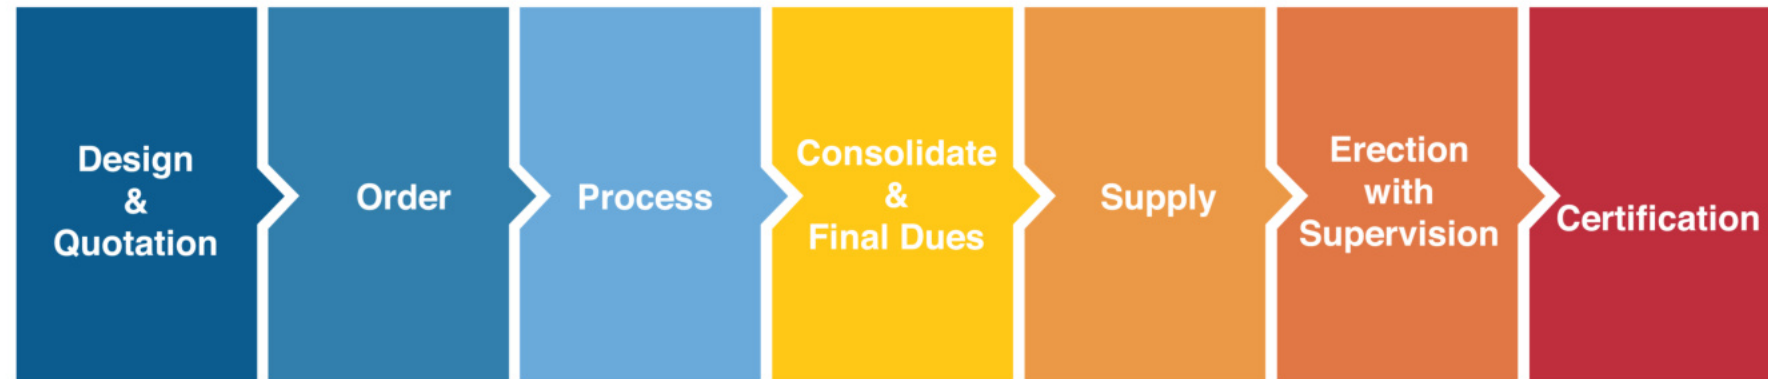 Design
&
Quotation
Order
Process
Consolidate
&
Final Dues
Supply
Erection
with
Supervision
Certification